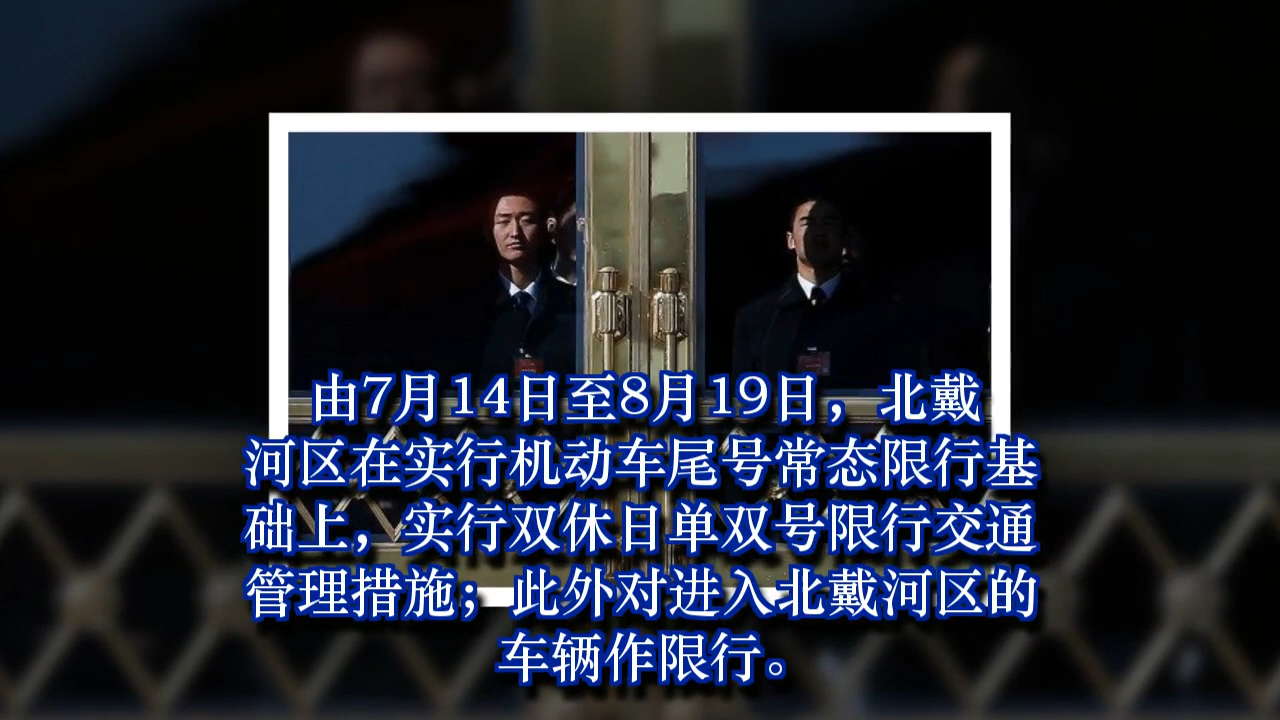 由7月14日至8月19日，北戴
河区在实行机动车尾号常态限行基
础上，实行双休日单双号限行交通
管理措施；此外对进入北戴河区的
车辆作限行。